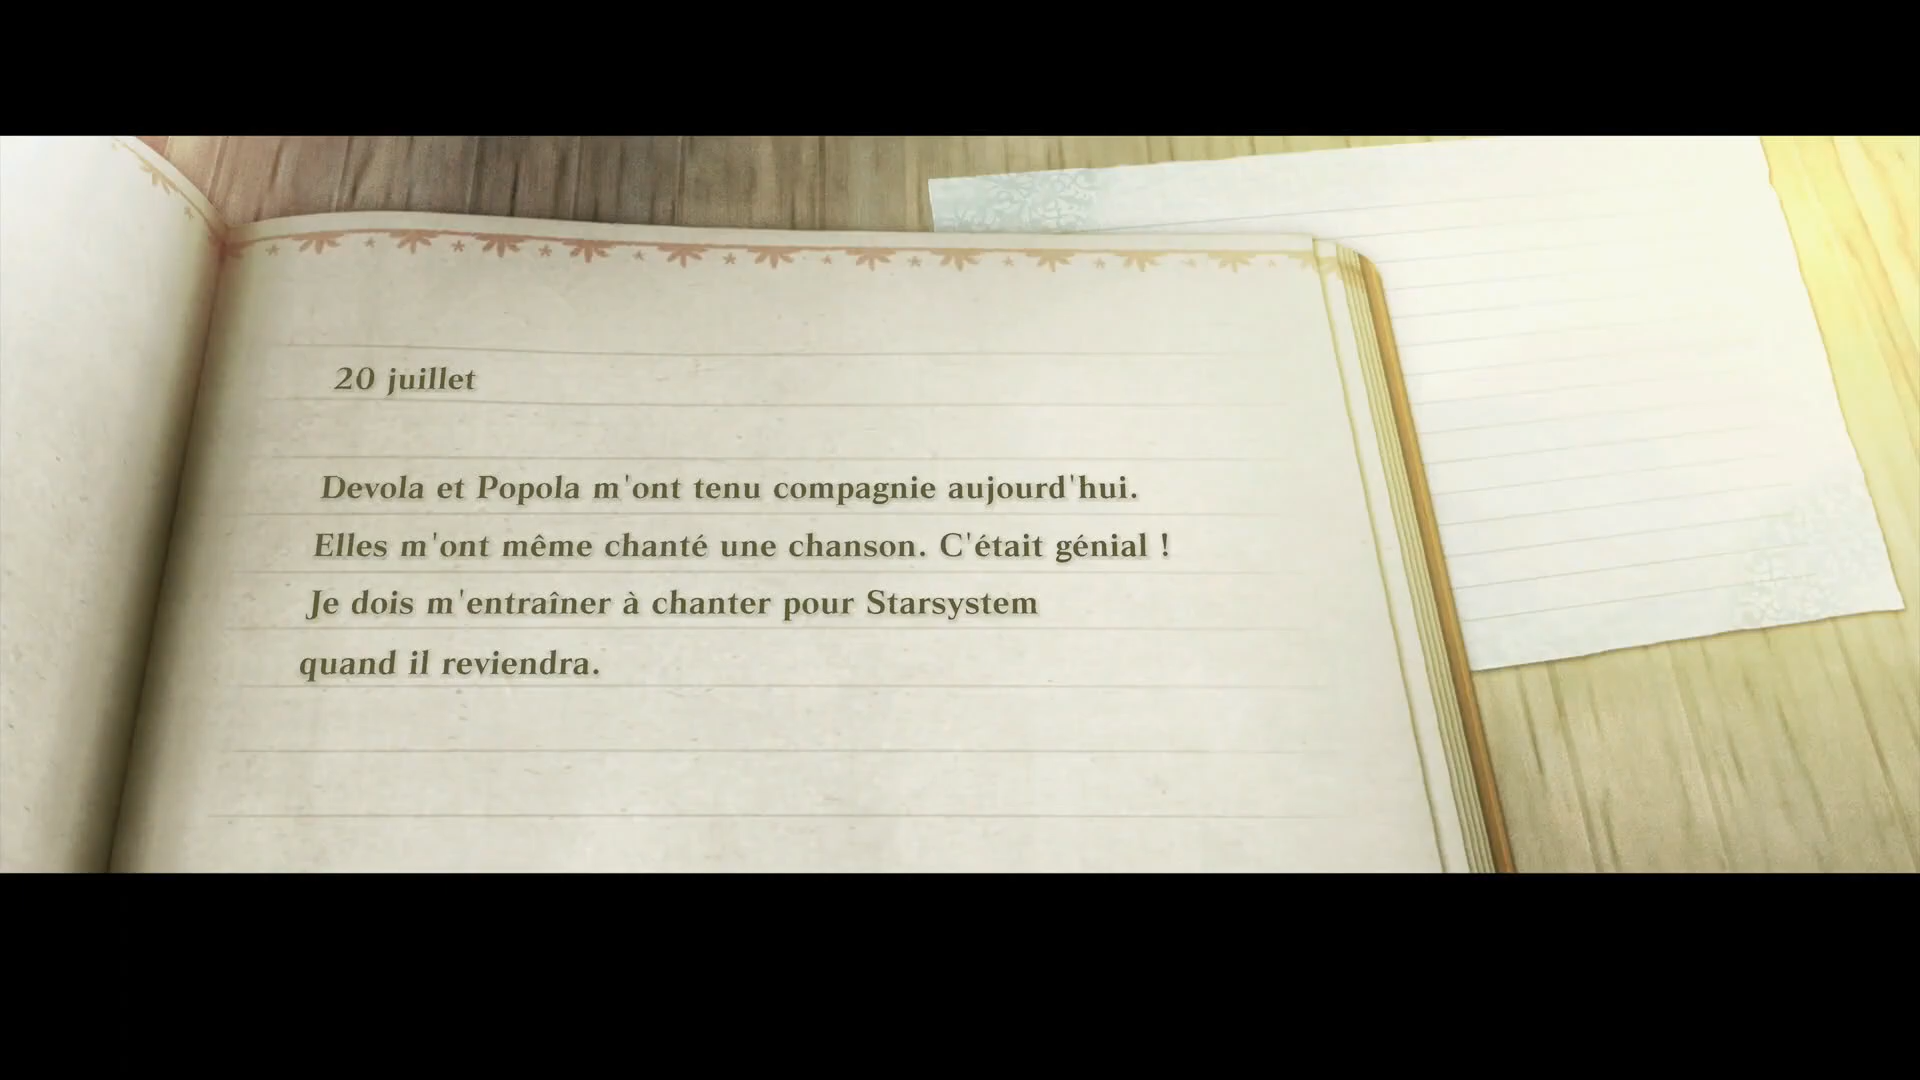 20 juillet
Devola et Popola m'ont tenu compagnie aujourd'hui.
Elles m'ont même chanté une chanson. C'était génial !
Je dois m'entraîner à chanter pour Starsystem
quand il reviendra.